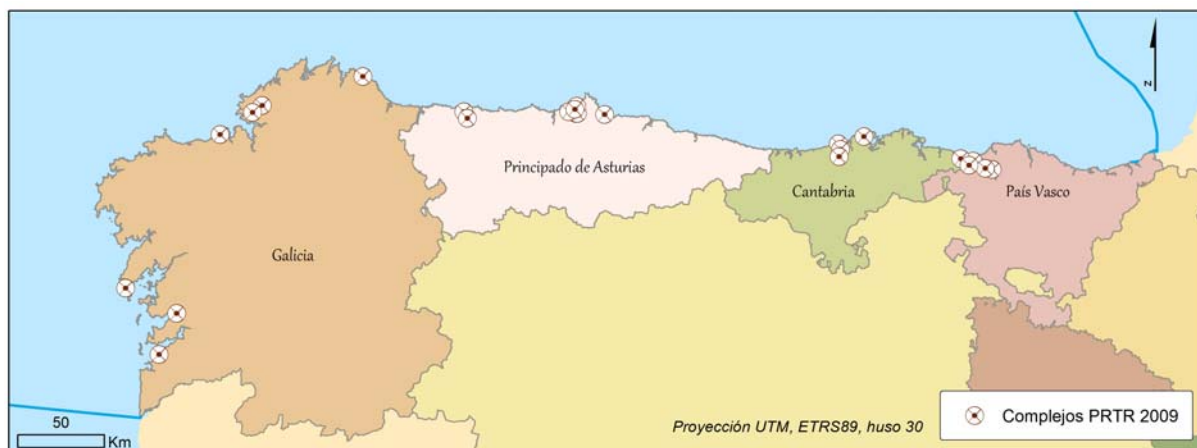 N
Principado de Asturias
Cantabria
País Vasco
Galicia
50
Km
Proyección UTM, ETRS89, huso 30
Complejos PRTR 2009